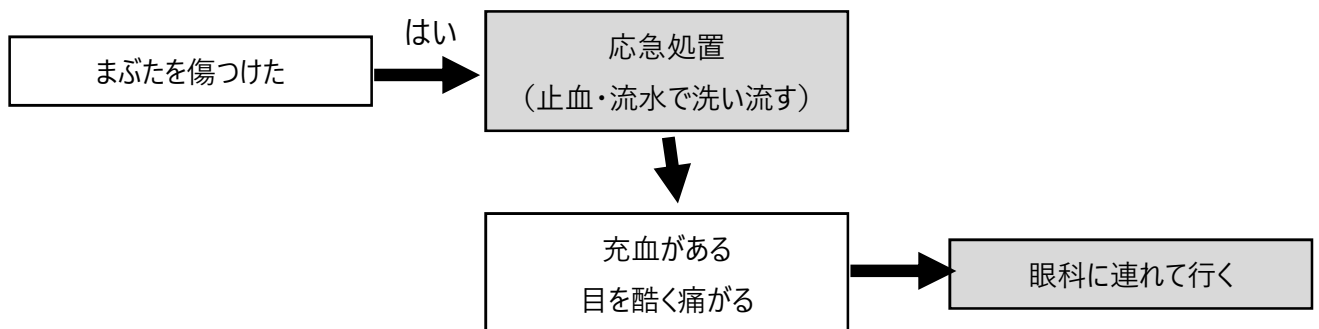 はい
まぶたを傷つけた
応急処置
（止血・流水で洗い流す）
充血がある
目を酷く痛がる
眼科に連れて行く